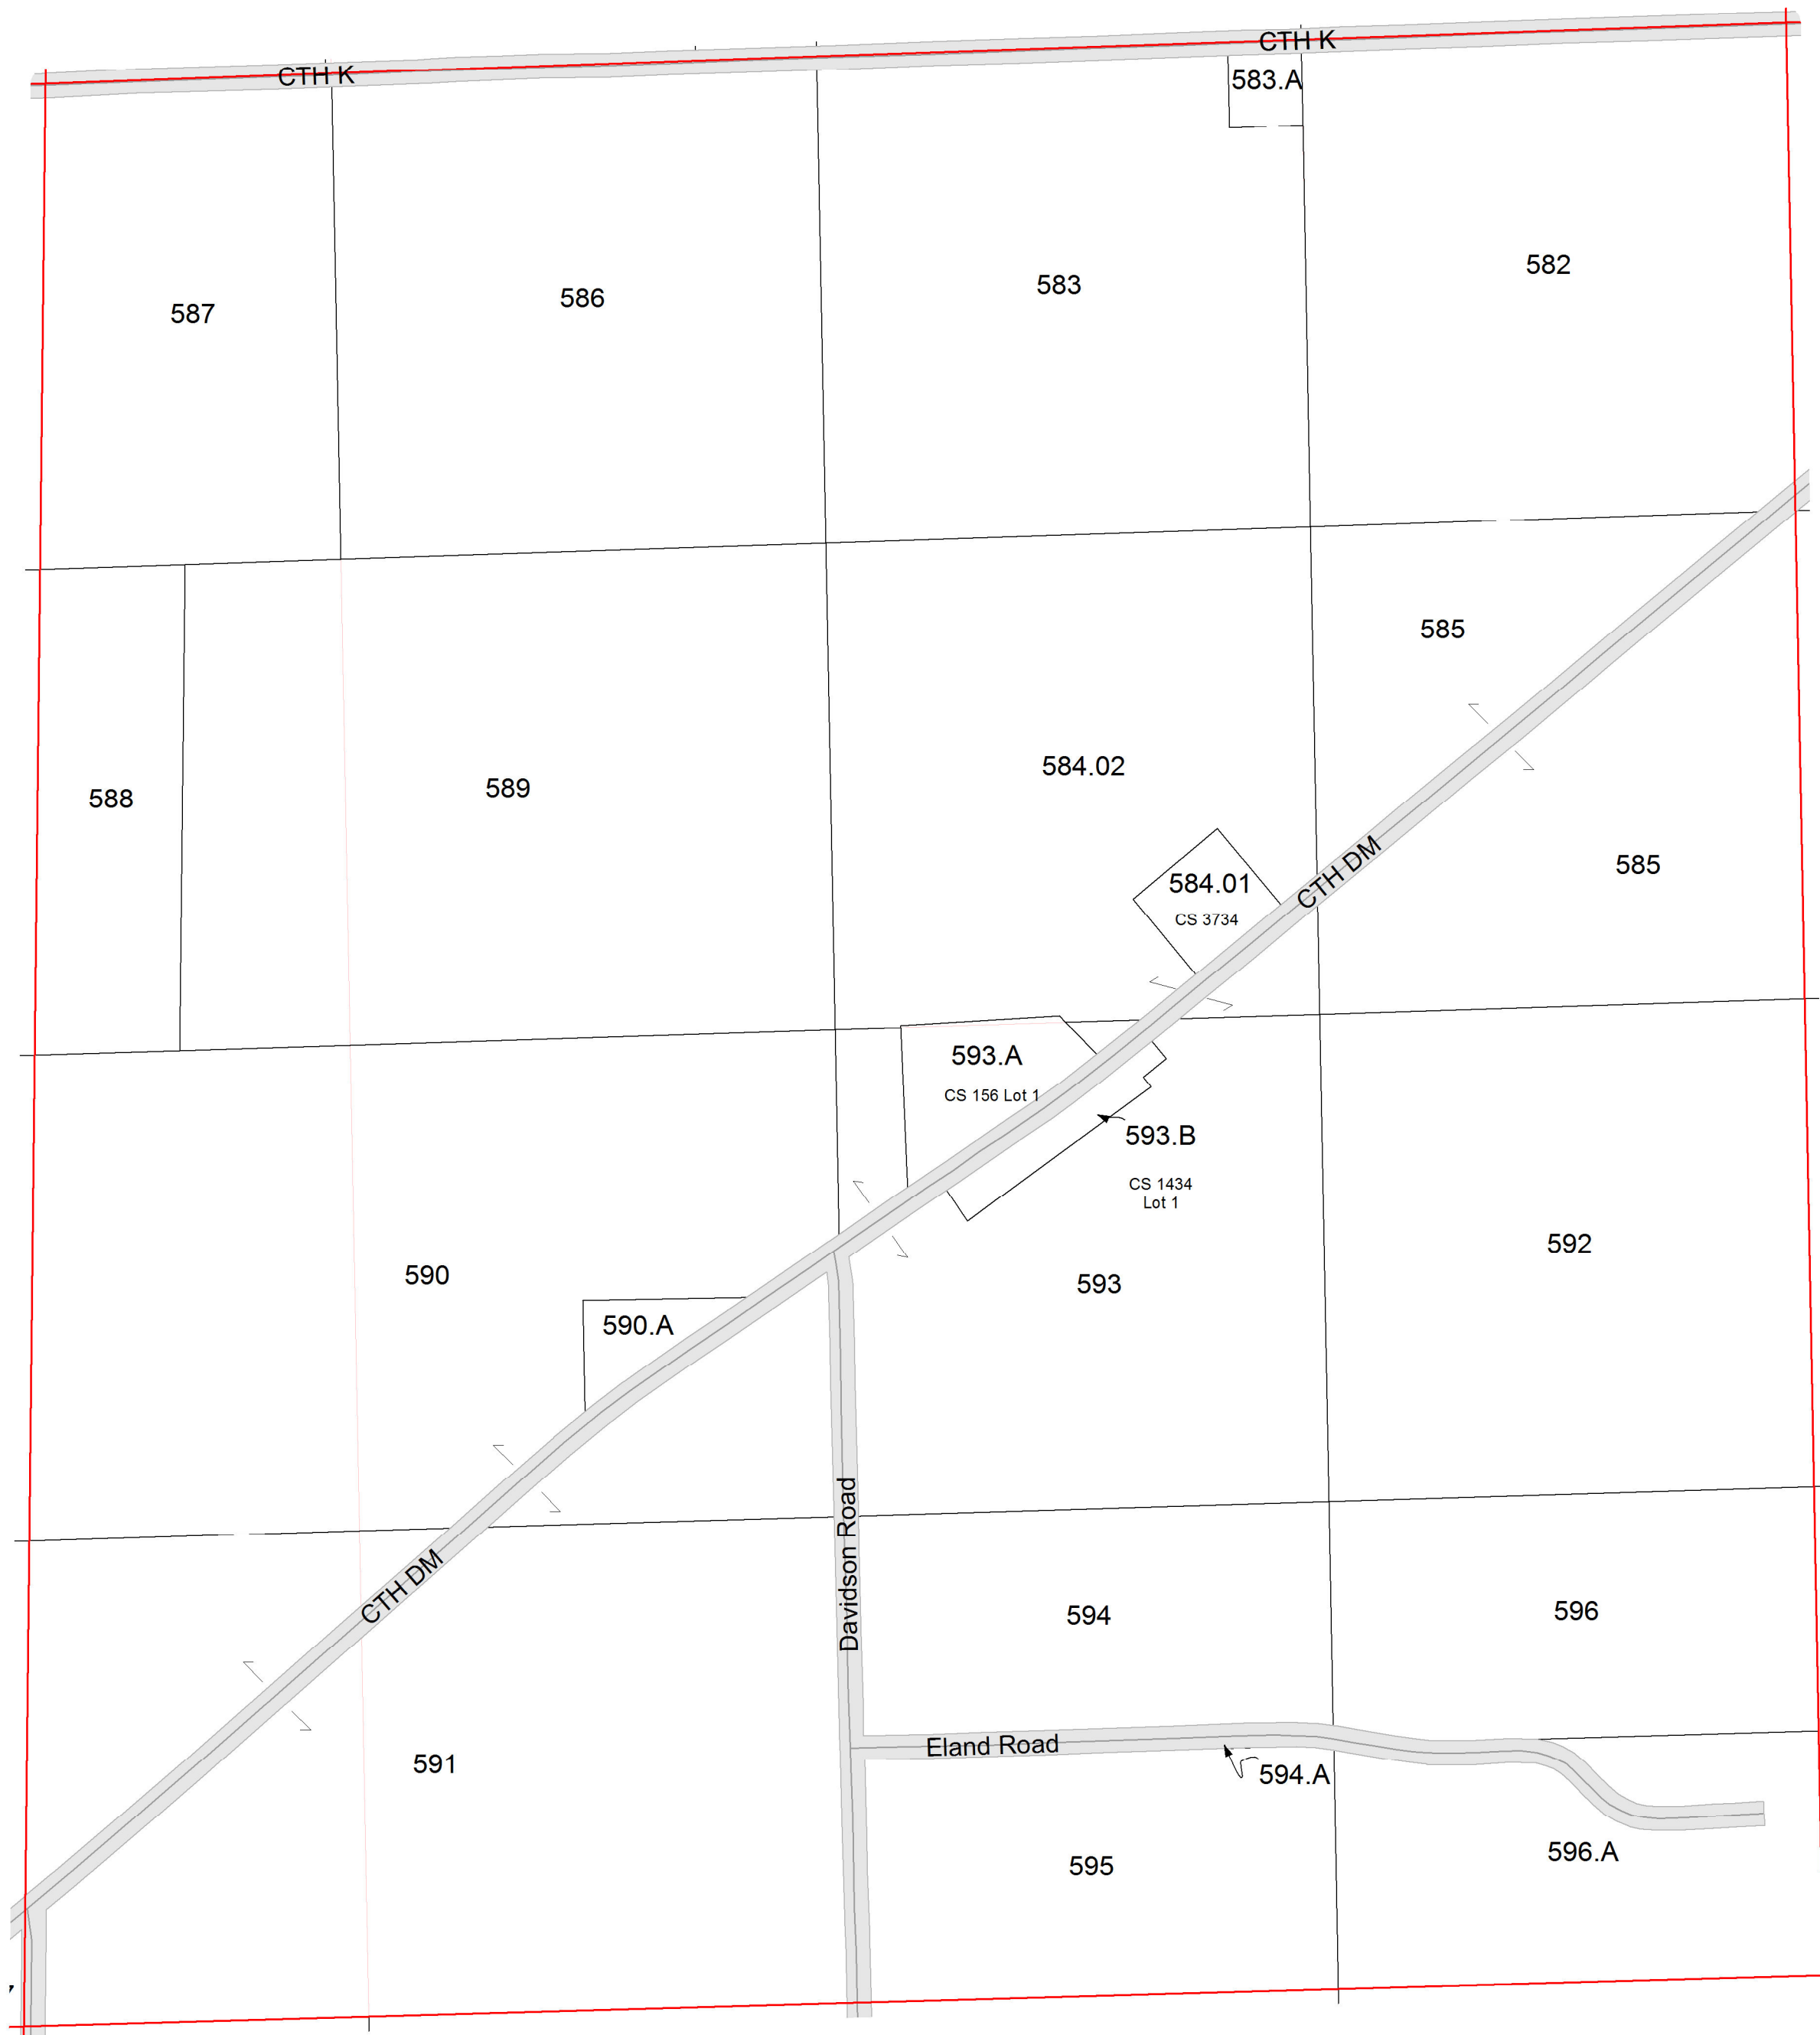 CTH K
CTH K
583.A
587
586
583
582
585
588
589
584.02
585
584.01
CS 3734
CTH DM
593.A
CS 156 Lot 1
593.B
CS 1434
Lot 1
590
593
592
590.A
Davidson Road
CTH DM
594
596
591
Eland Road
594.A
595
596.A